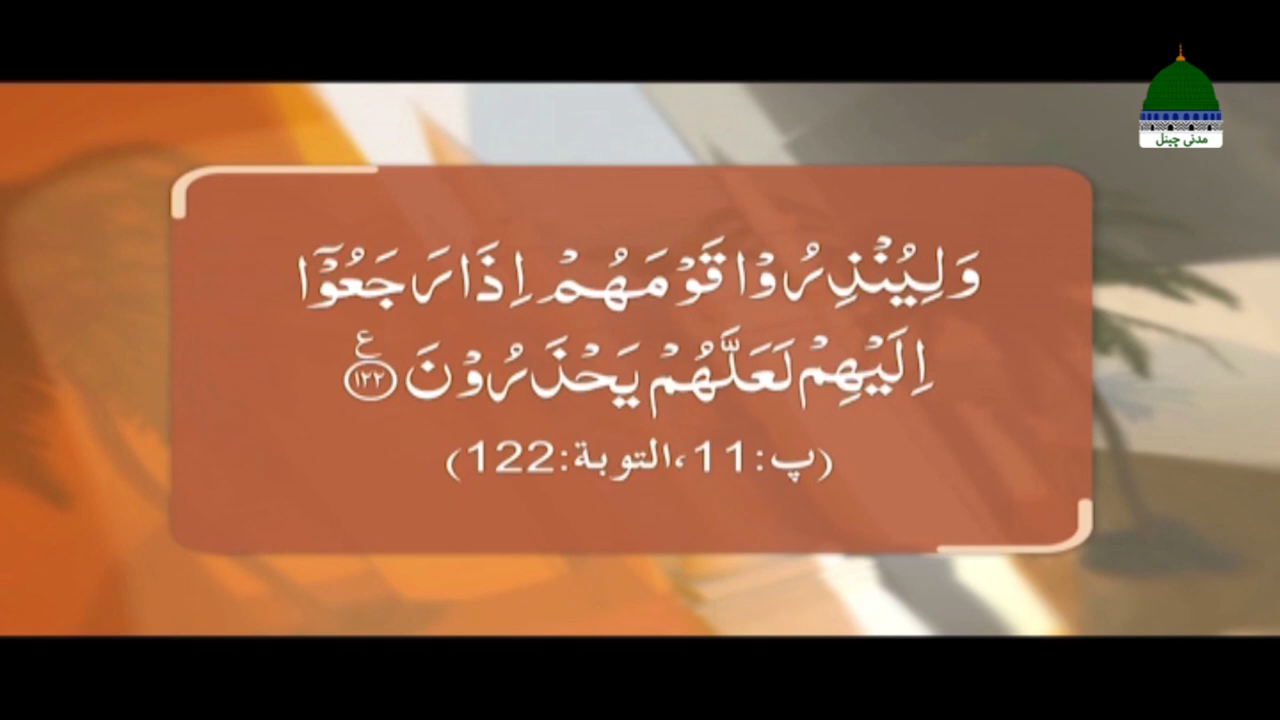 مدنی چینل
وَلِيُنْذِرُوْا قَوْمَهُمْ اِذَا رَجَعُوْۤا
اِلَيْهِمْ لَعَلَّهُمْ يَحْذَرُوْنَ ﴿۱۲۲﴾ ع
(پ:11،التوبة:122)